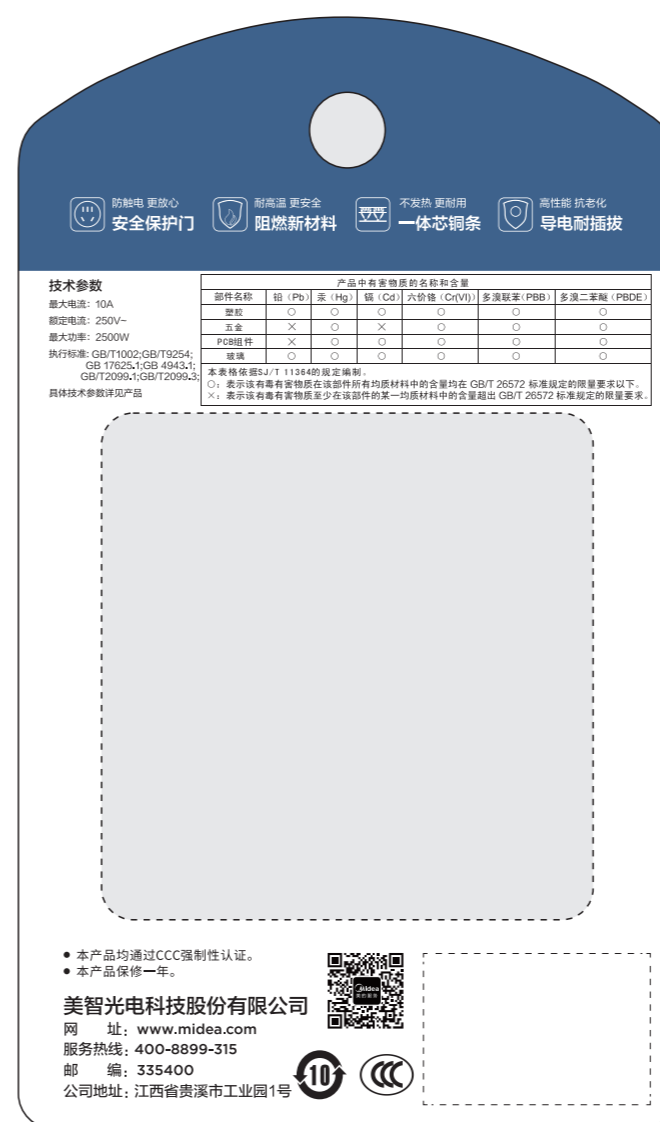 防触电 更放心
安全保护门
耐高温 更安全
阻燃新材料
不发热 更耐用
一体芯铜条
高性能 抗老化
导电耐插拔
技术参数
最大电流: 10A
额定电流: 250V~
最大功率: 2500W
执行标准: GB/T1002;GB/T9254;
GB 17625.1;GB 4943.1;
GB/T2099.1;GB/T2099.3;
具体技术参数详见产品
产品中有害物质的名称和含量
部件名称 铅（Pb） 汞（Hg） 镉（Cd） 六价铬（Cr(VI)） 多溴联苯(PBB) 多溴二苯醚（PBDE）
塑胶 ○ ○ ○ ○ ○ ○
五金 × ○ × ○ ○ ○
PCB组件 × ○ ○ ○ ○ ○
玻璃 ○ ○ ○ ○ ○ ○
本表格依据SJ/T 11364的规定编制。
○: 表示该有毒有害物质在该部件所有均质材料中的含量均在 GB/T 26572 标准规定的限量要求以下。
×: 表示该有毒有害物质至少在该部件的某一均质材料中的含量超出 GB/T 26572 标准规定的限量要求。
● 本产品均通过CCC强制性认证。
● 本产品保修一年。
美智光电科技股份有限公司
网 址: www.midea.com
服务热线: 400-8899-315
邮 编: 335400
公司地址: 江西省贵溪市工业园1号
Midea
10
CCC